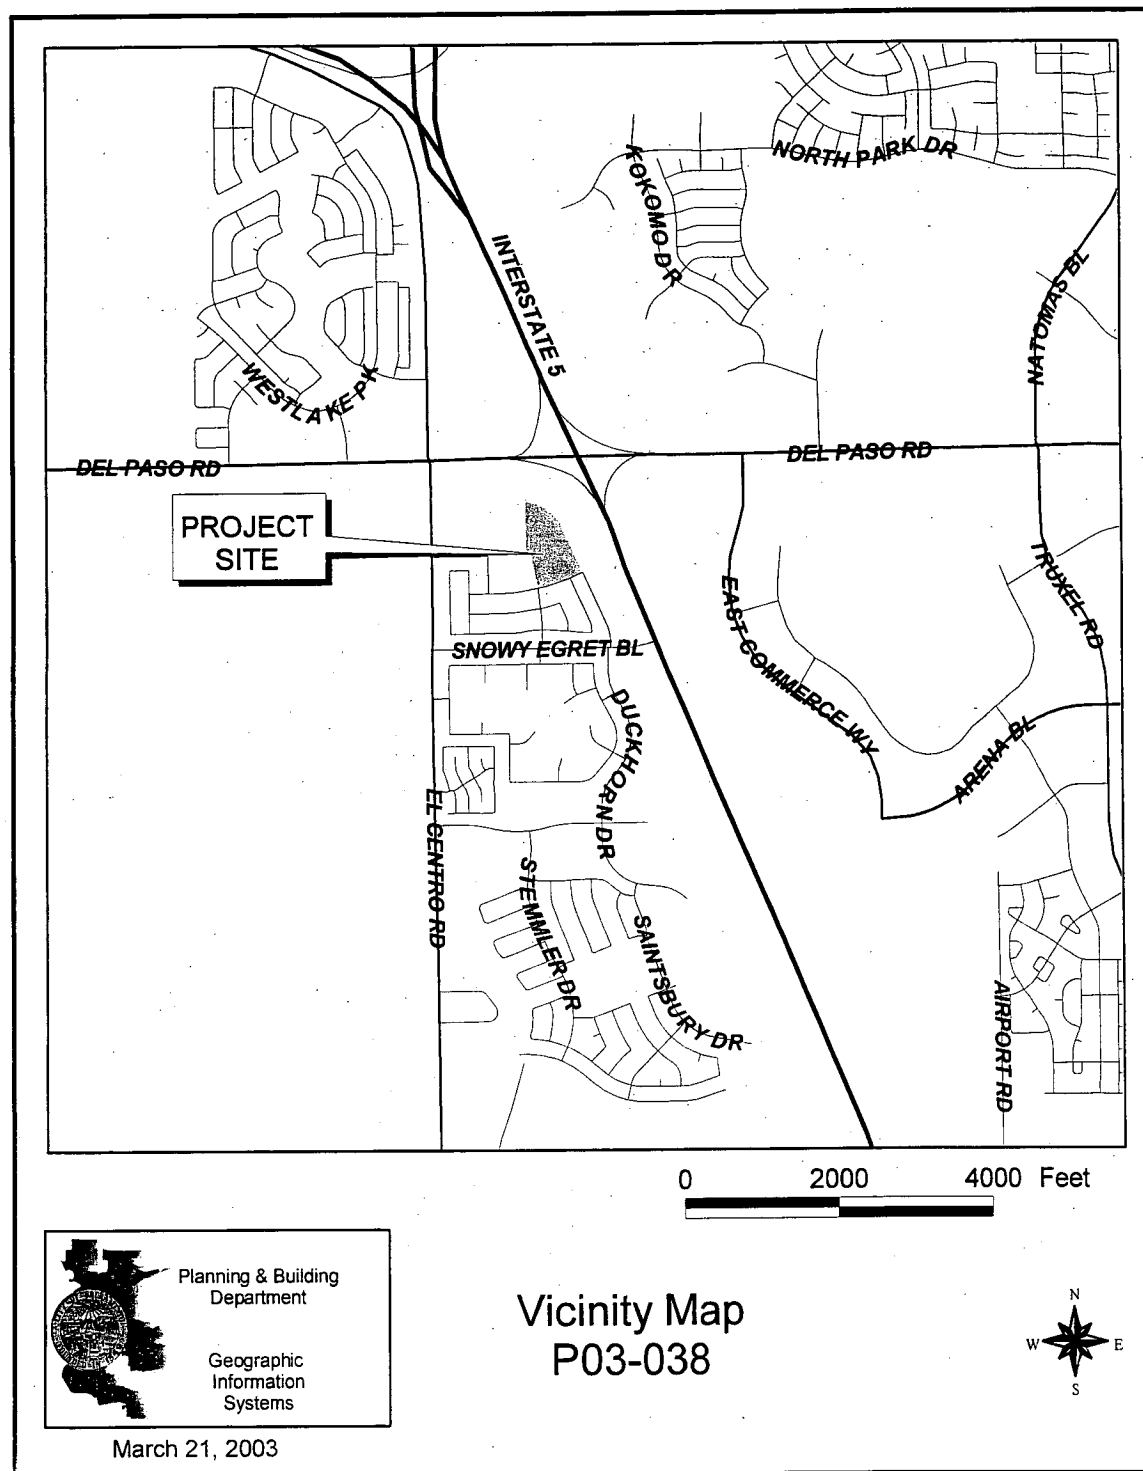 NORTH PARK DR
KOKOMO DR
INTERSTATE 5
NATOMAS BL
WESTLAKE PK
DEL PASO RD
DEL PASO RD
PROJECT
SITE
TRUXEL RD
EAST COMMERCE WY
SNOWY EGRET BL
DUCKHORN DR
ARENA BL
EL CENTRO RD
STEMMLER DR
SAINTSBURY DR
AIRPORT RD
0 2000 4000 Feet
Planning & Building
Department
Geographic
Information
Systems
Vicinity Map
P03-038
N
W E
S
March 21, 2003